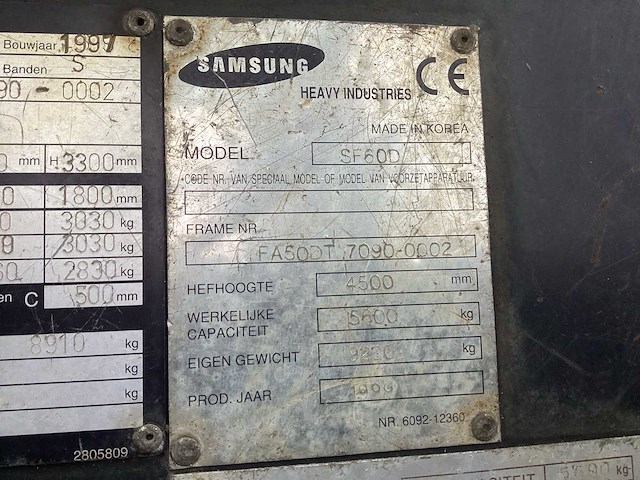 Bouwjaar 1997
Banden S
90-0002
mm H 3300 mm
1800 mm
3030 kg
3030 kg
2830 kg
C 500 mm
8910 kg
kg
kg
2805809
SAMSUNG
HEAVY INDUSTRIES CE
MADE IN KOREA
MODEL SF60D
CODE NR. VAN SPECIAAL MODEL OF MODEL VAN VOORZETAPPARATUUR
FRAME NR. FA50DT 7090-0002
HEFHOOGTE 4500 mm
WERKELIJKE
CAPACITEIT 5600 kg
EIGEN GEWICHT kg
PROD. JAAR
NR. 6092-12360
kg